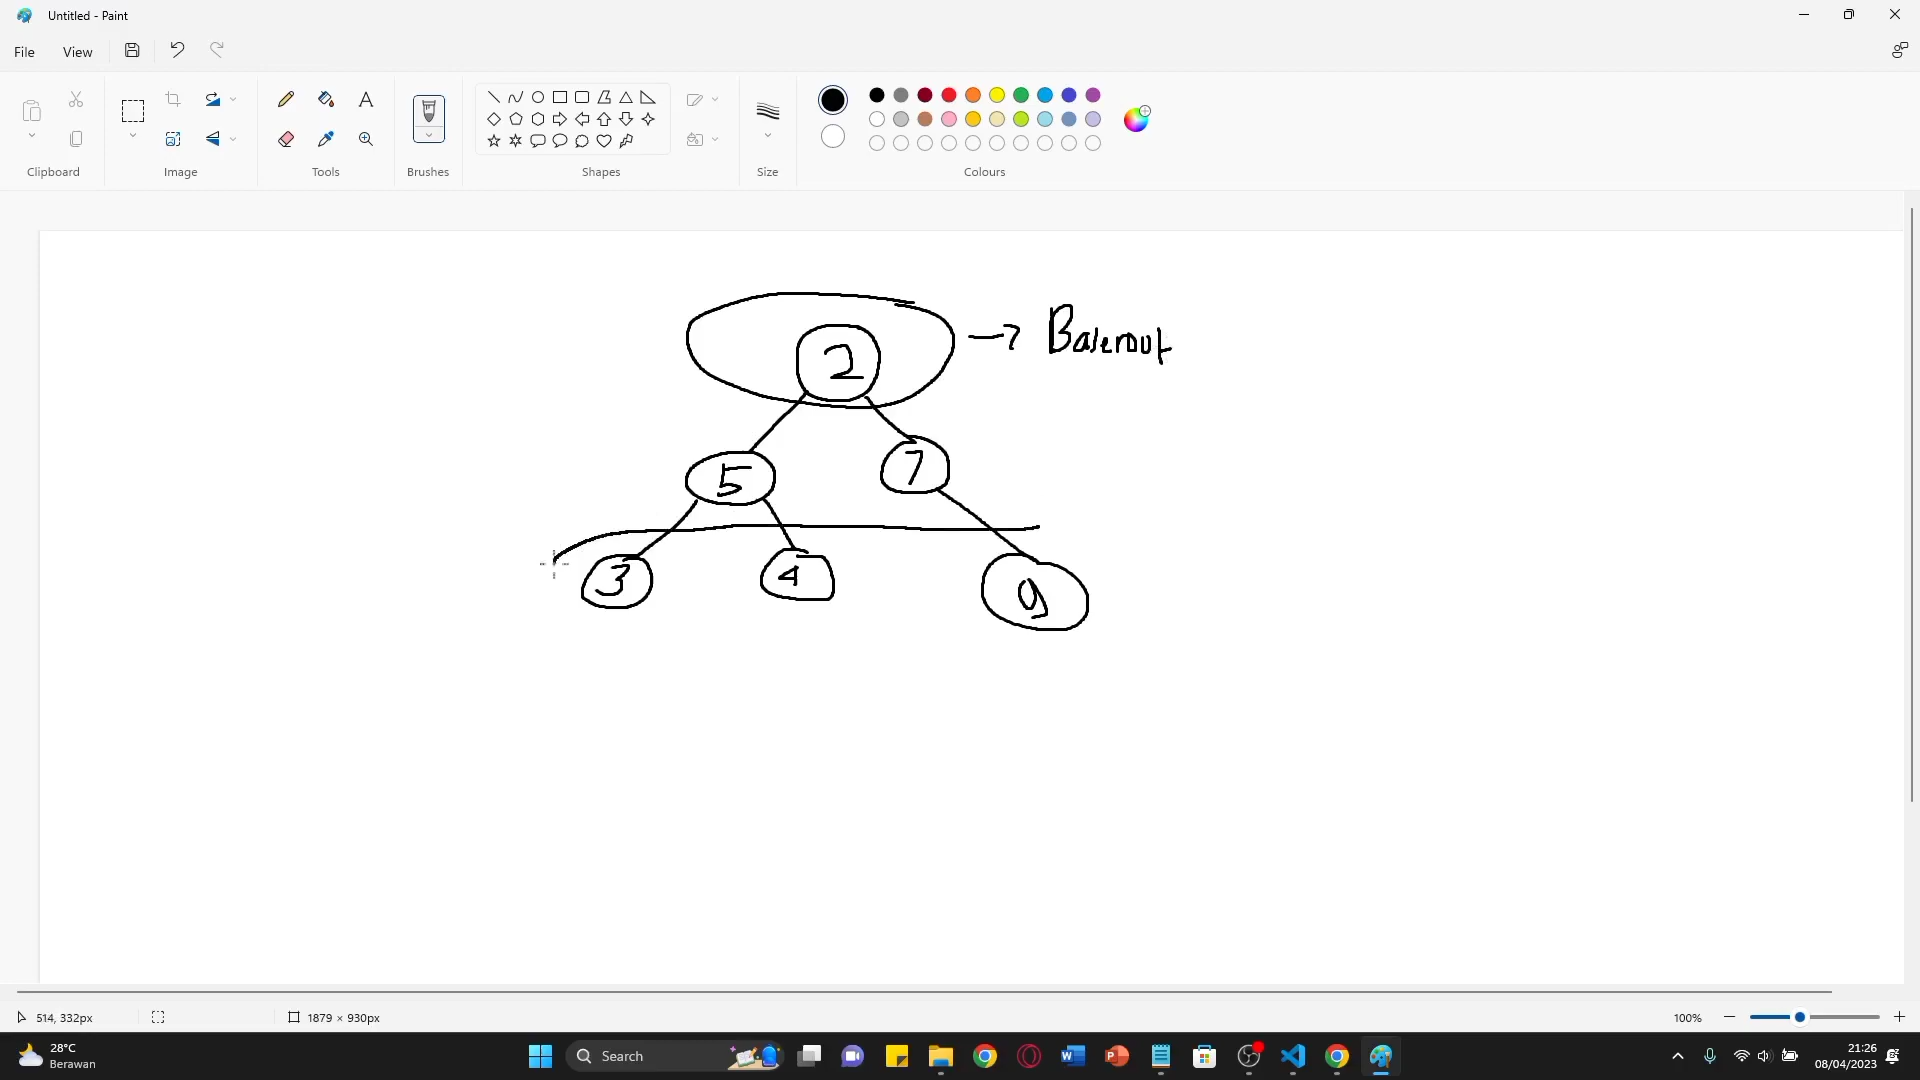 Untitled - Paint
File View
Clipboard
Image
Tools
Brushes
Shapes
Size
Colours
2
5 7
3 4 9
514, 332px
1879 × 930px
100%
28°C
Berawan
Search
21:26
08/04/2023